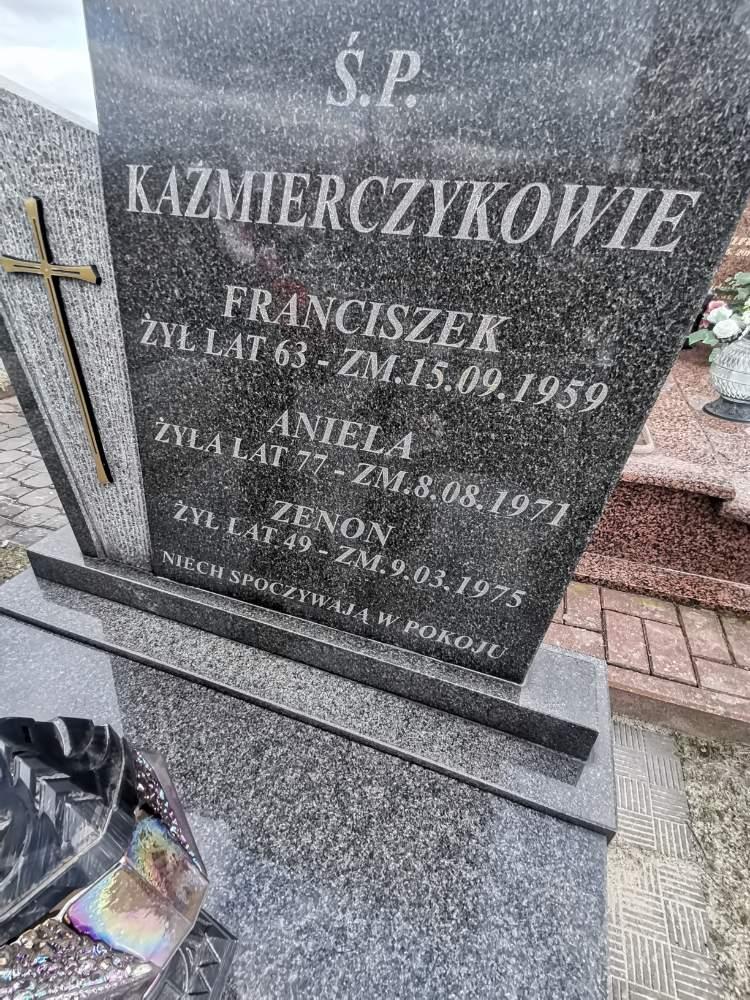 Ś.P.
KAŹMIERCZYKOWIE
FRANCISZEK
ŻYŁ LAT 63 - ZM.15.09.1959
ANIELA
ŻYŁA LAT 77 - ZM.8.08.1971
ZENON
ŻYŁ LAT 49 - ZM.9.03.1975
NIECH SPOCZYWAJĄ W POKOJU